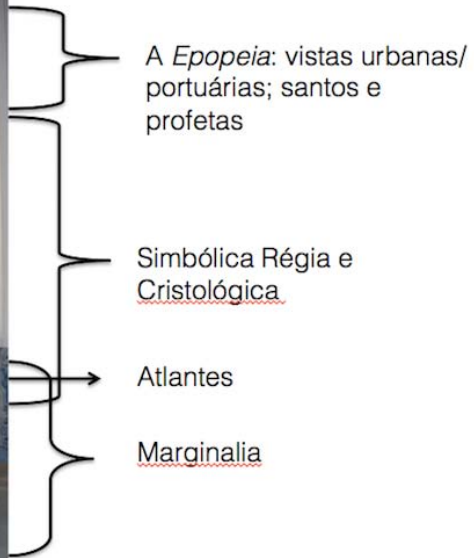 A Epopeia: vistas urbanas/
portuárias; santos e
profetas
Simbólica Régia e
Cristológica
Atlantes
Marginalia